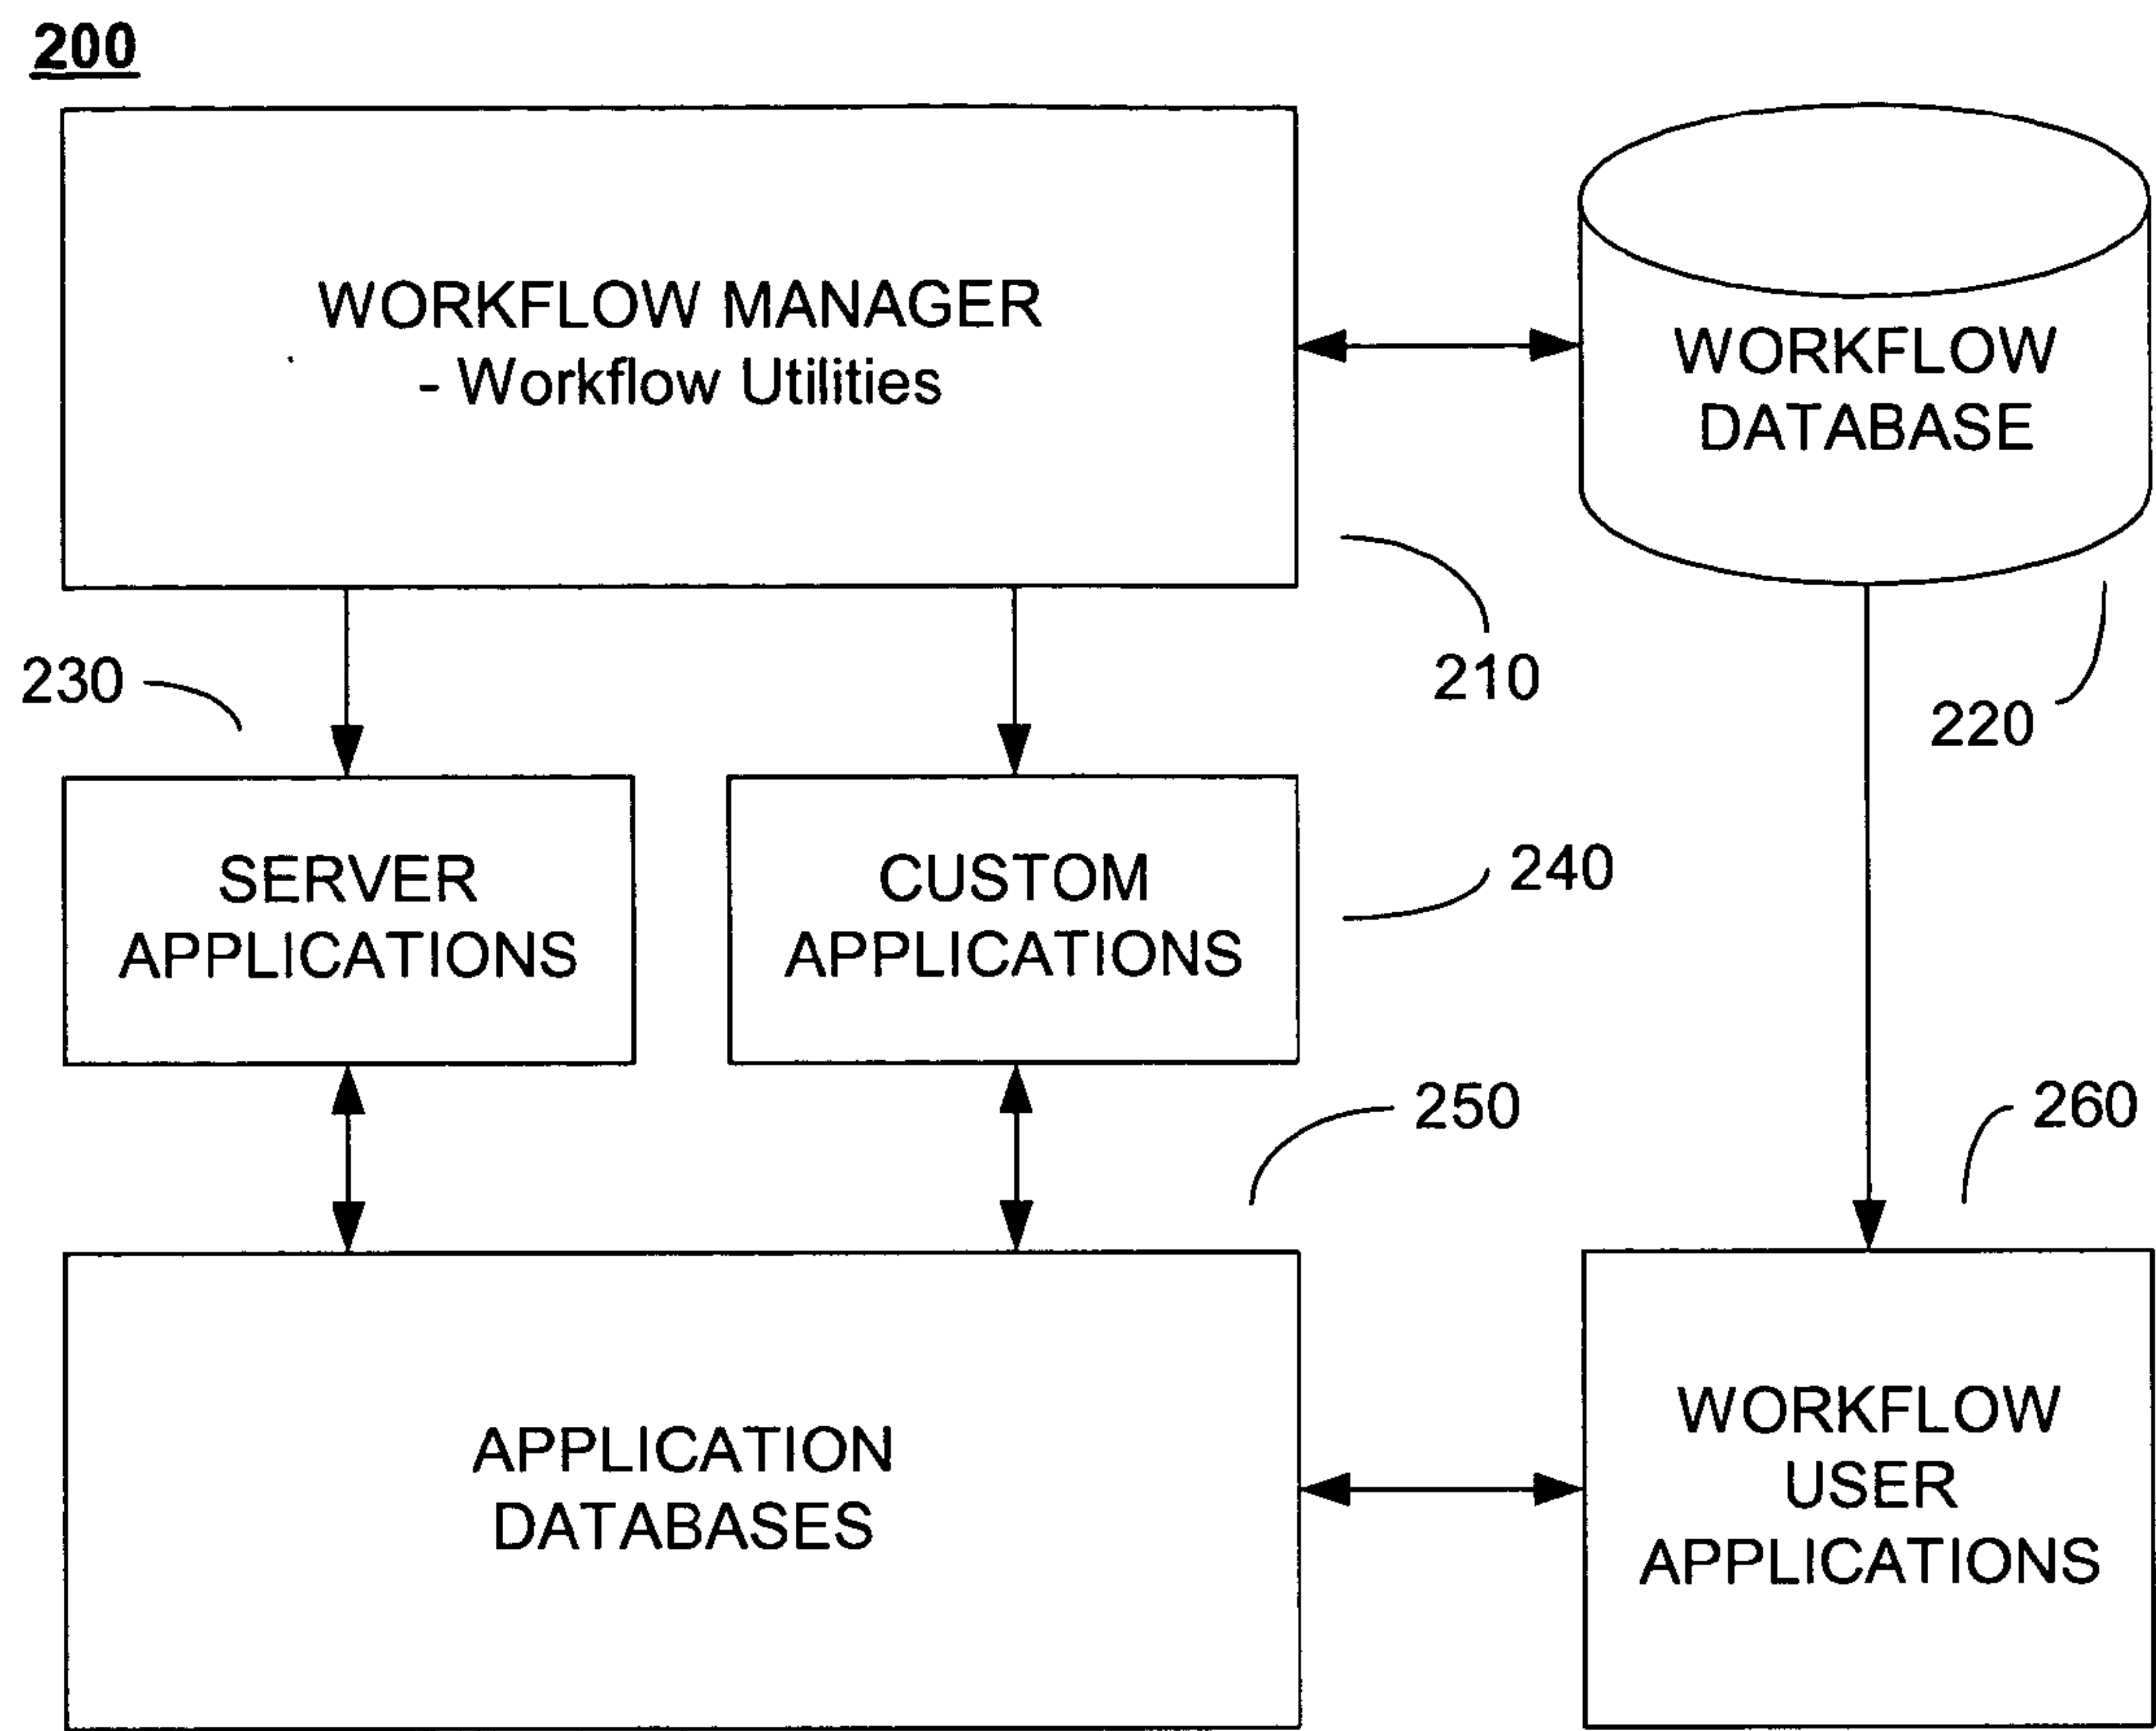 200
WORKFLOW MANAGER
- Workflow Utilities
WORKFLOW
DATABASE
210
220
230
SERVER
APPLICATIONS
CUSTOM
APPLICATIONS
240
250
260
APPLICATION
DATABASES
WORKFLOW
USER
APPLICATIONS